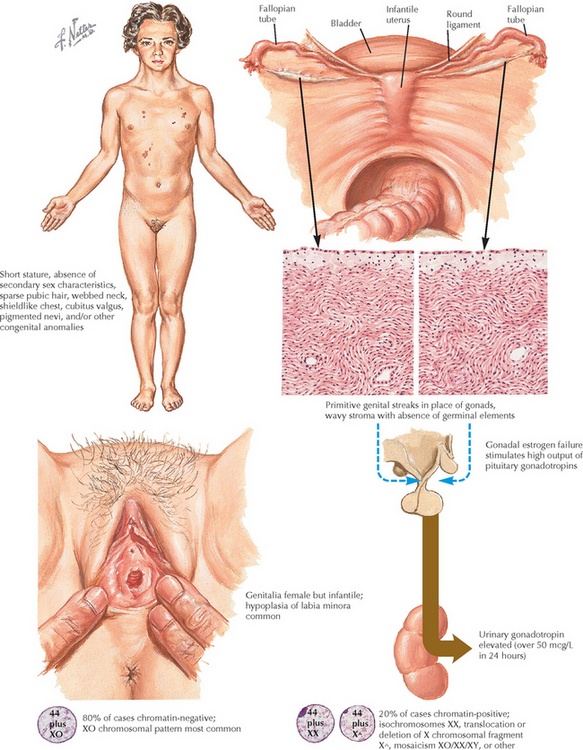 Fallopian
tube
Bladder
Infantile
uterus
Round
ligament
Fallopian
tube
Short stature, absence of
secondary sex characteristics,
sparse pubic hair, webbed neck,
shieldlike chest, cubitus valgus,
pigmented nevi, and/or other
congenital anomalies
Primitive genital streaks in place of gonads,
wavy stroma with absence of germinal elements
Gonadal estrogen failure
stimulates high output of
pituitary gonadotropins
Genitalia female but infantile;
hypoplasia of labia minora
common
Urinary gonadotropin
elevated (over 50 mcg/L
in 24 hours)
44
plus
XO
80% of cases chromatin-negative;
XO chromosomal pattern most common
44
plus
XX
44
plus
20% of cases chromatin-positive;
isochromosomes XX, translocation or
deletion of X chromosomal fragment
mosaicism XO/XX/XY, or other